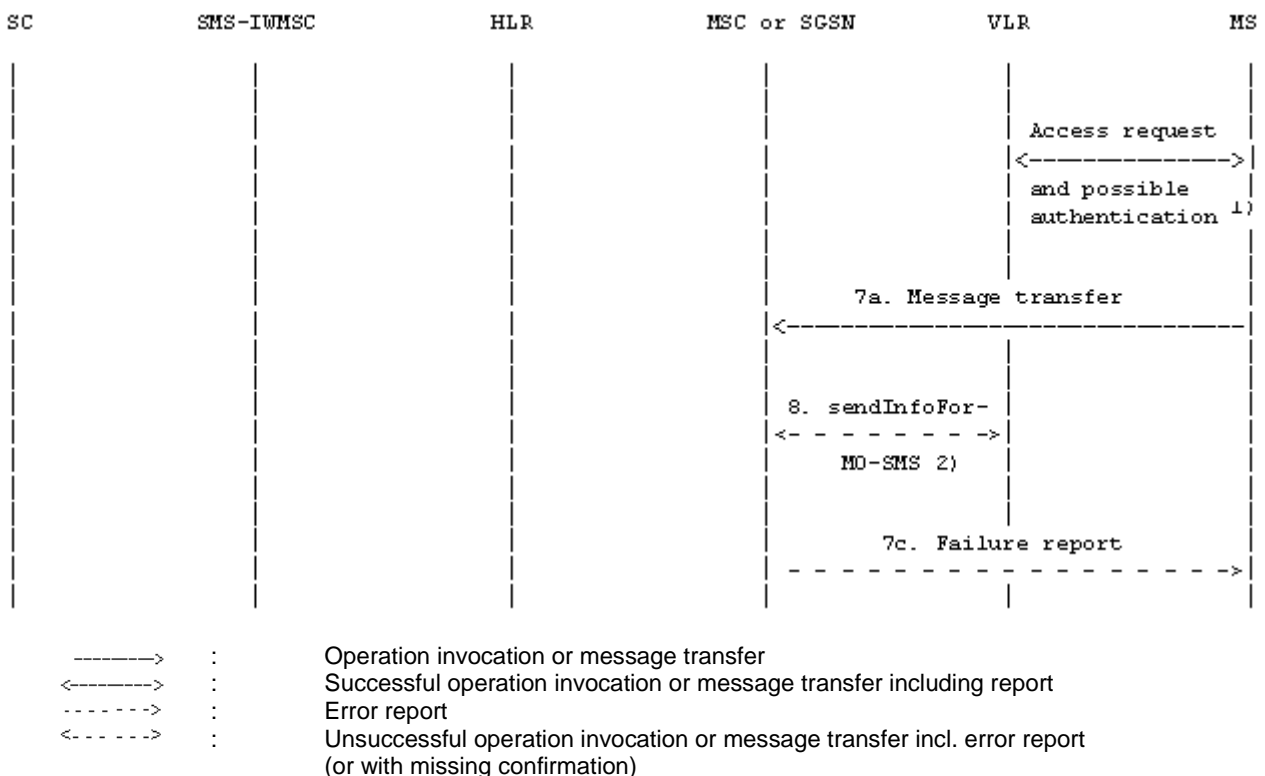 SC SMS-IWMSC HLR MSC or SGSN VLR MS
Access request
and possible
authentication 1)
7a. Message transfer
8. sendInfoFor-
MO-SMS 2)
7c. Failure report
: Operation invocation or message transfer
: Successful operation invocation or message transfer including report
: Error report
: Unsuccessful operation invocation or message transfer incl. error report
(or with missing confirmation)